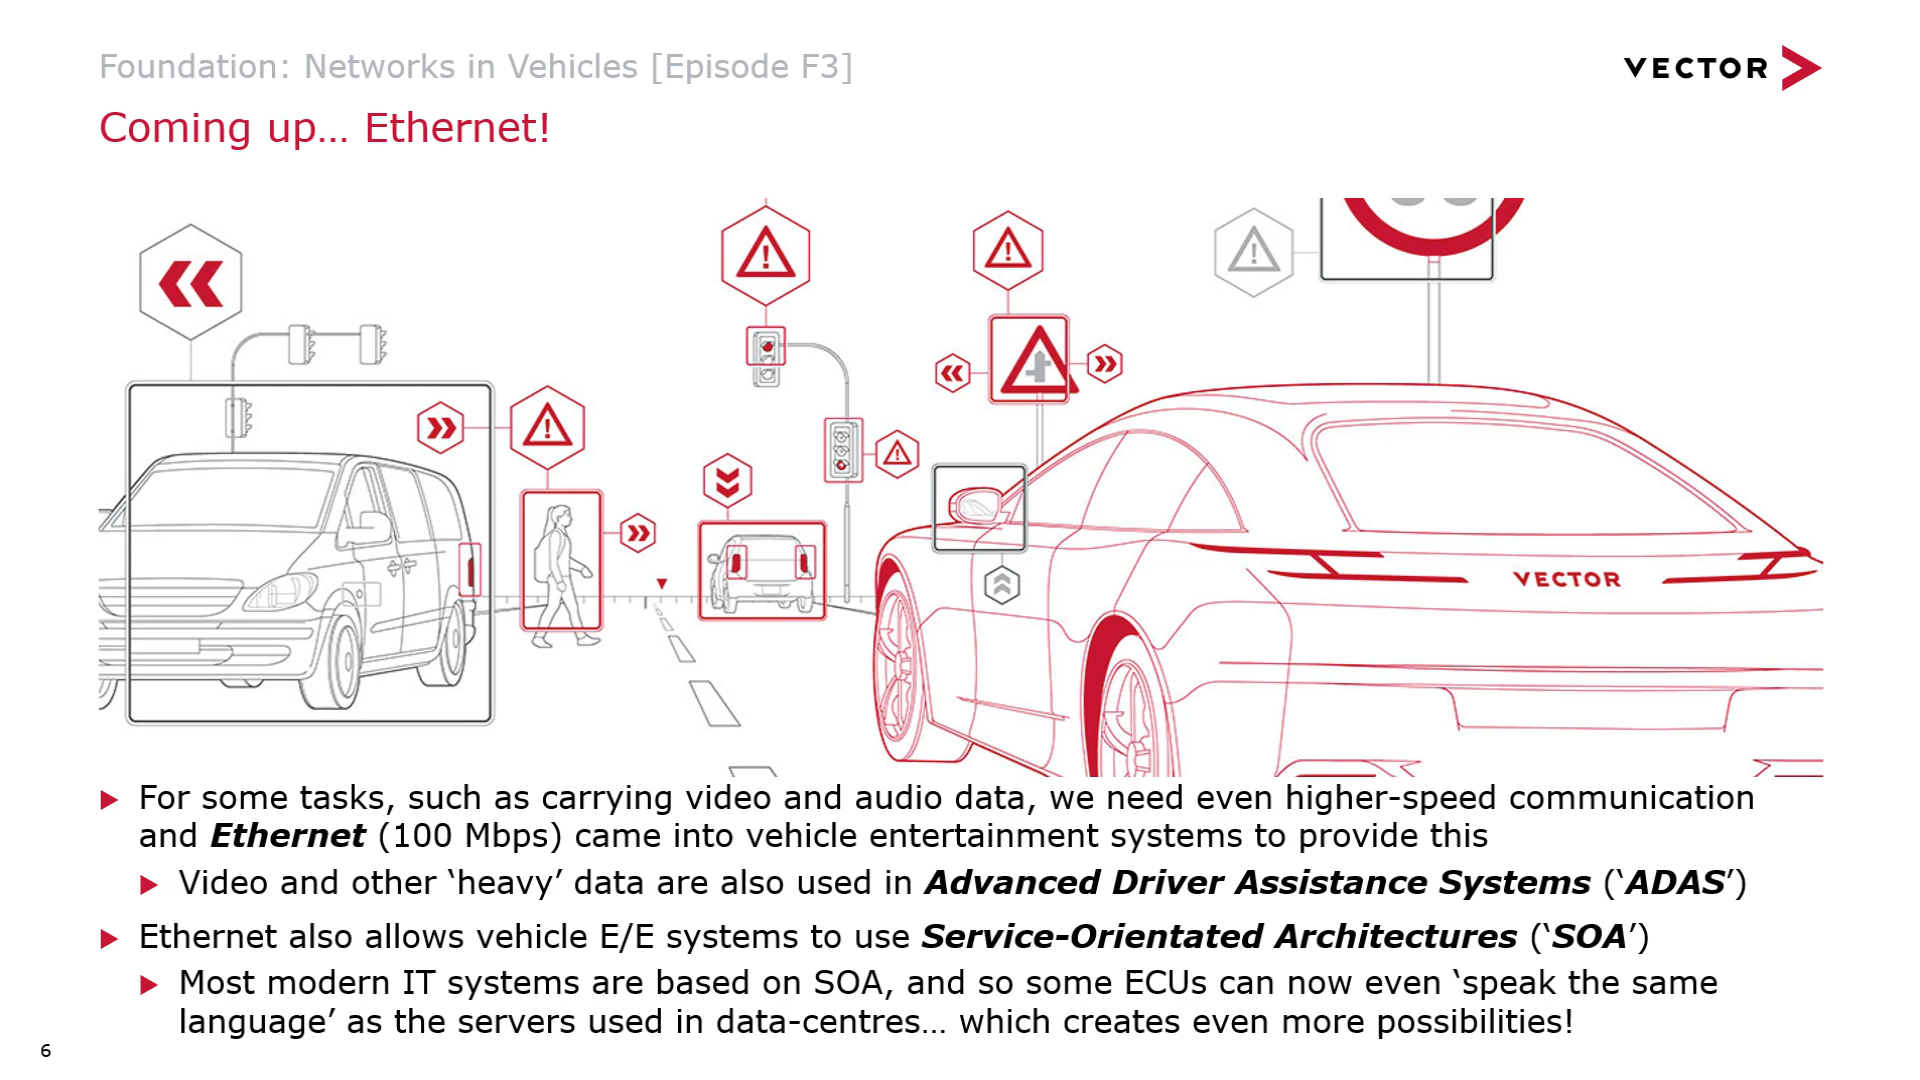 Foundation: Networks in Vehicles [Episode F3]
VECTOR
Coming up… Ethernet!
VECTOR
For some tasks, such as carrying video and audio data, we need even higher-speed communication
and Ethernet (100 Mbps) came into vehicle entertainment systems to provide this
Video and other ‘heavy’ data are also used in Advanced Driver Assistance Systems (‘ADAS’)
Ethernet also allows vehicle E/E systems to use Service-Orientated Architectures (‘SOA’)
Most modern IT systems are based on SOA, and so some ECUs can now even ‘speak the same
language’ as the servers used in data-centres… which creates even more possibilities!
6